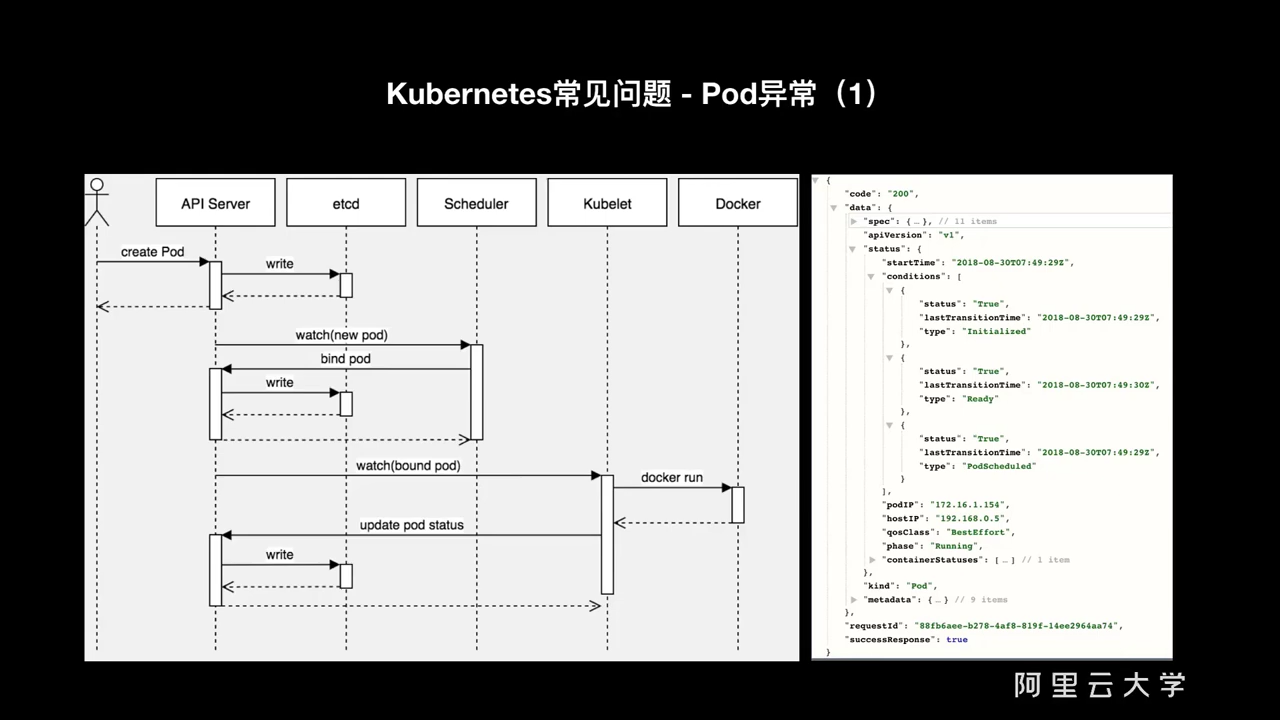 Kubernetes常见问题 - Pod异常（1）
API Server
etcd
Scheduler
Kubelet
Docker
create Pod
write
watch(new pod)
bind pod
write
watch(bound pod)
docker run
update pod status
write
{
"code": "200",
"data": {
"spec": { … }, // 11 items
"apiVersion": "v1",
"status": {
"startTime": "2018-08-30T07:49:29Z",
"conditions": [
{
"status": "True",
"lastTransitionTime": "2018-08-30T07:49:29Z",
"type": "Initialized"
},
{
"status": "True",
"lastTransitionTime": "2018-08-30T07:49:30Z",
"type": "Ready"
},
{
"status": "True",
"lastTransitionTime": "2018-08-30T07:49:29Z",
"type": "PodScheduled"
}
],
"podIP": "172.16.1.154",
"hostIP": "192.168.0.5",
"qosClass": "BestEffort",
"phase": "Running",
"containerStatuses": [ … ] // 1 item
},
"kind": "Pod",
"metadata": { … } // 9 items
},
"requestId": "88fb6aee-b278-4af8-819f-14ee2964aa74",
"successResponse": true
}
阿里云大学